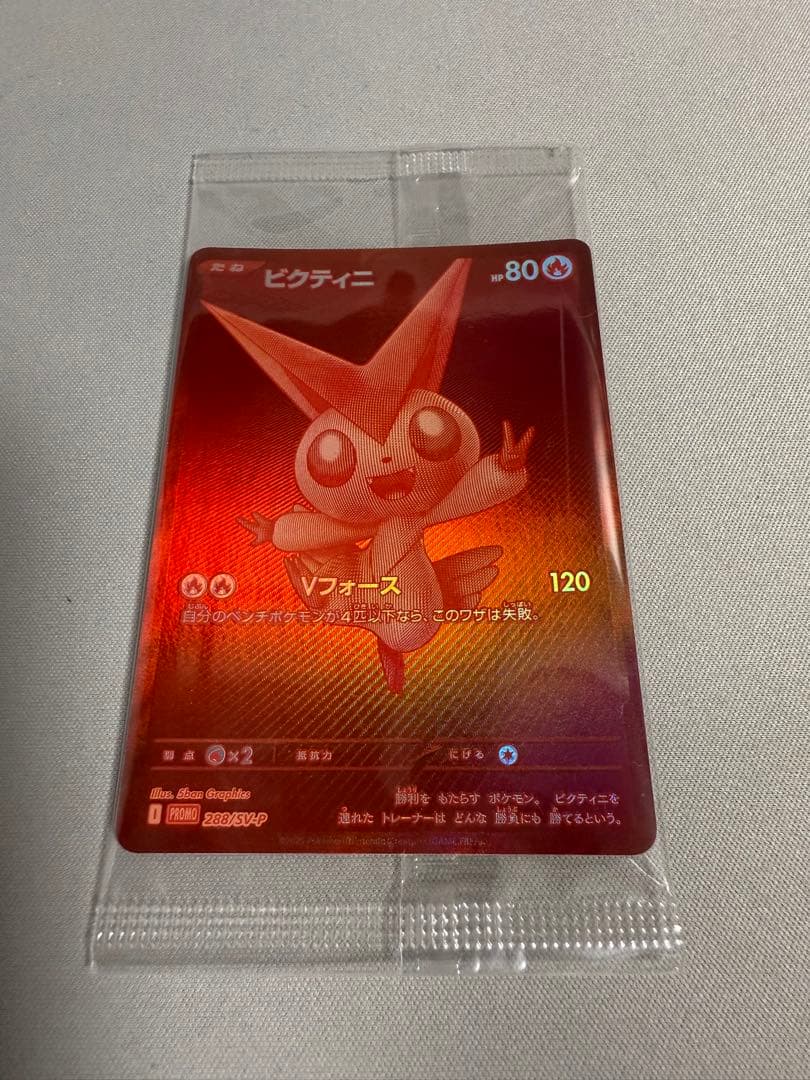 たね ビクティニ HP 80
Vフォース 120
自分のベンチポケモンが4匹以下なら、このワザは失敗。
弱点 ×2 抵抗力 にげる
Illus. 5ban Graphics
勝利を もたらす ポケモン。 ビクティニを
I PROMO 288/SV-P
連れた トレーナーは どんな 勝負にも 勝てるという。